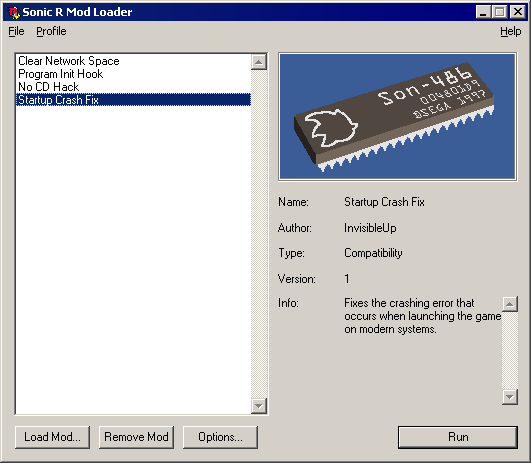 Sonic R Mod Loader
File Profile Help
Clear Network Space
Program Init Hook
No CD Hack
Startup Crash Fix
Son-486
00480109
@SEGA 1997
Name: Startup Crash Fix
Author: InvisibleUp
Type: Compatibility
Version: 1
Info: Fixes the crashing error that
occurs when launching the game
on modern systems.
Load Mod... Remove Mod Options... Run